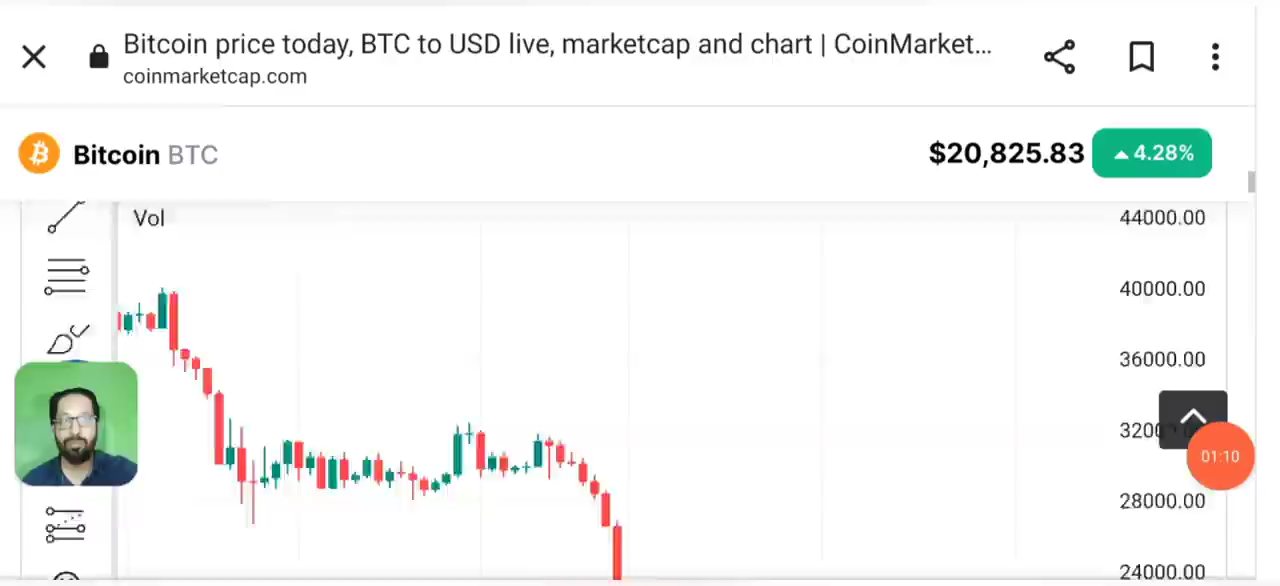 Bitcoin price today, BTC to USD live, marketcap and chart | CoinMarket...
coinmarketcap.com
Bitcoin BTC
$20,825.83
4.28%
Vol
44000.00
40000.00
36000.00
01:10
28000.00
24000.00